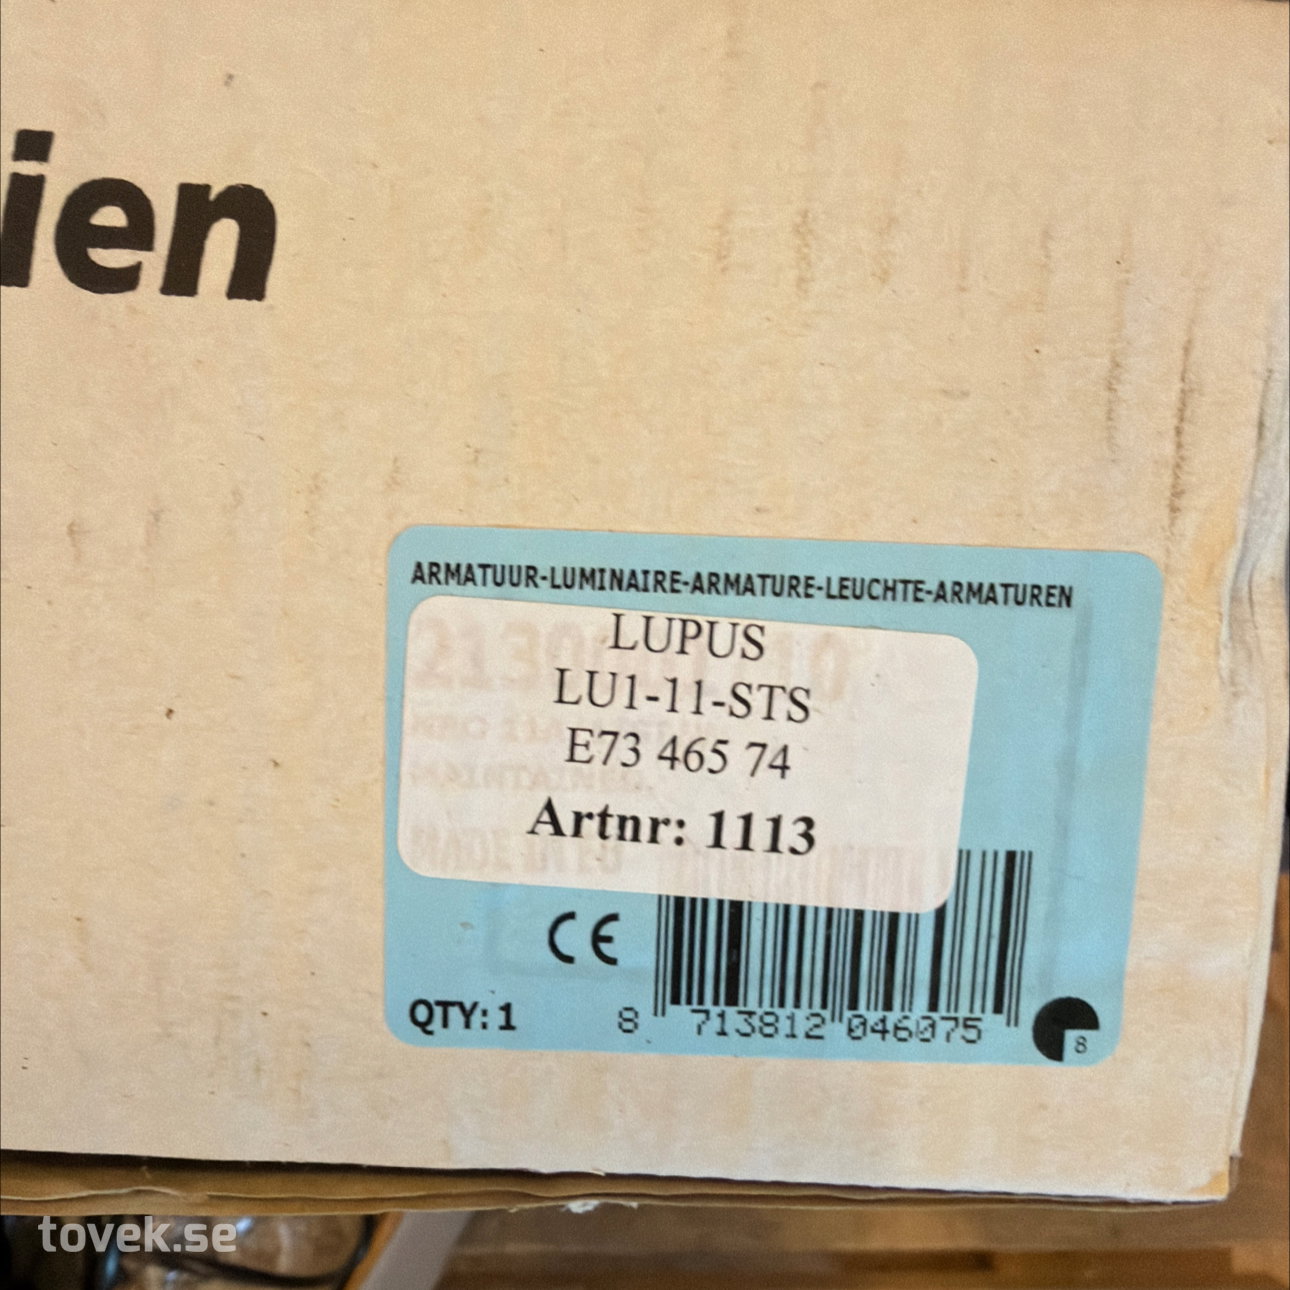 ien
ARMATUUR-LUMINAIRE-ARMATURE-LEUCHTE-ARMATUREN
LUPUS
LU1-11-STS
E73 465 74
Artnr: 1113
CE
QTY: 1
8 713812 046075
8
tovek.se